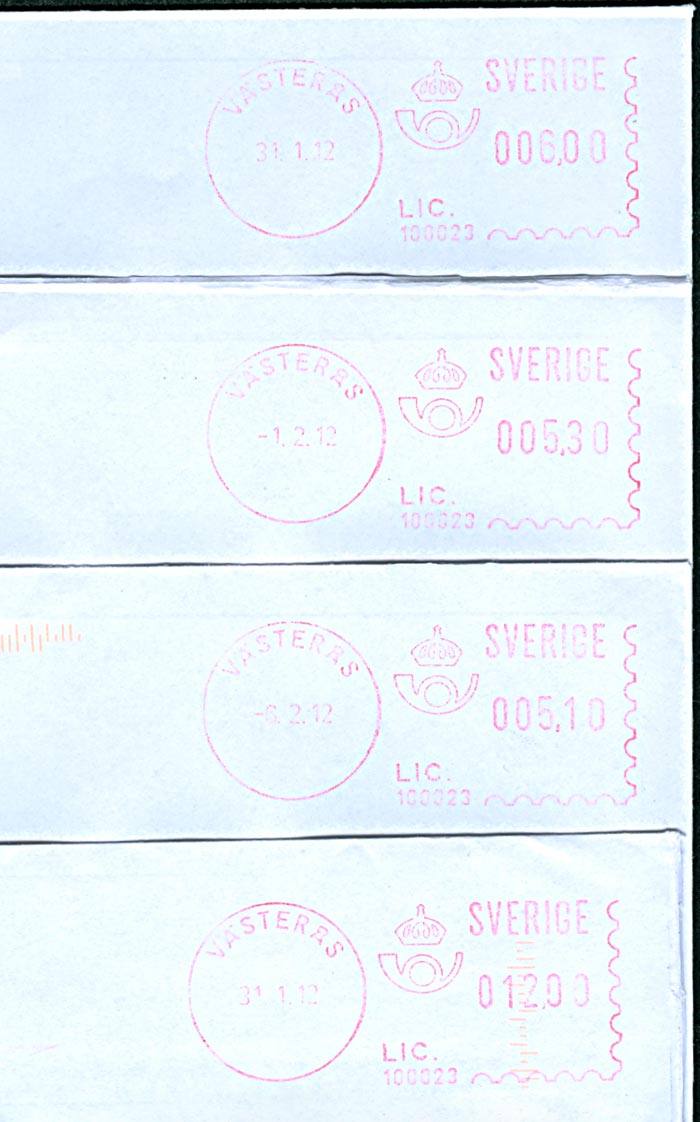 VÄSTERÅS
31. 1.12
SVERIGE
006,00
LIC.
100023
VÄSTERÅS
-1. 2.12
SVERIGE
005,30
LIC.
100023
VÄSTERÅS
-6. 2.12
SVERIGE
005,10
LIC.
100023
VÄSTERÅS
31. 1.12
SVERIGE
012,00
LIC.
100023